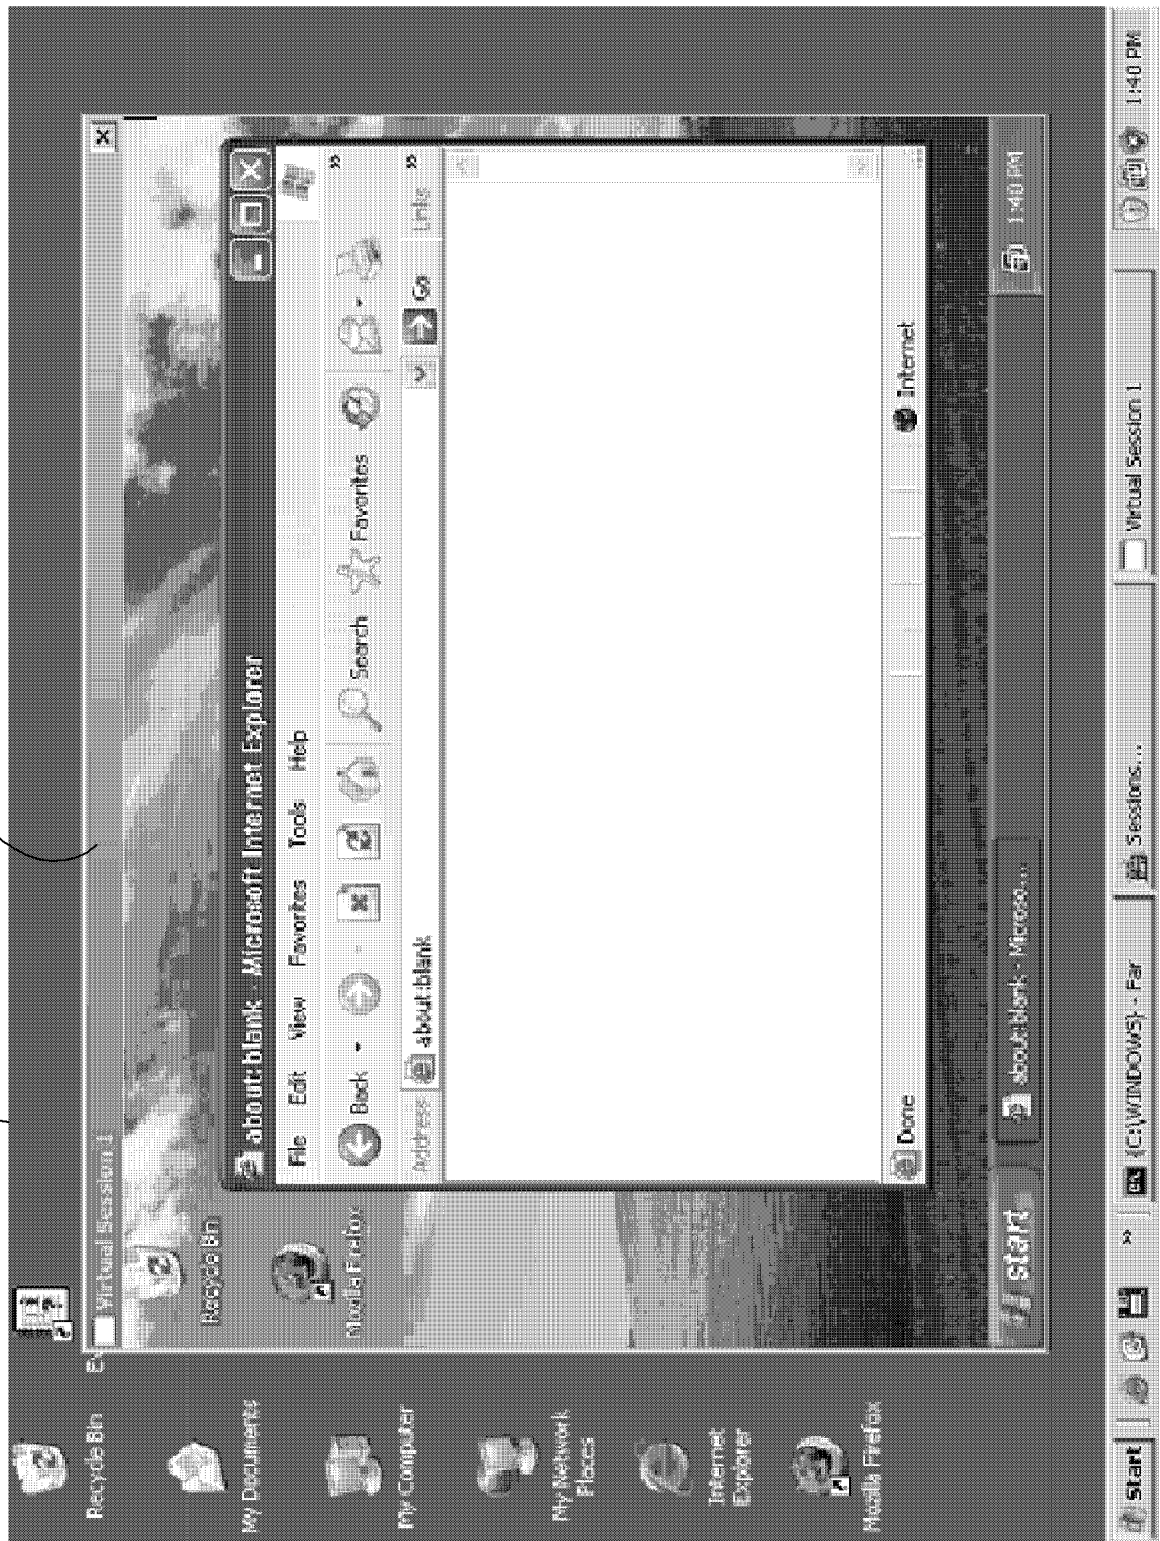 Recycle Bin
My Documents
My Computer
My Network
Places
Internet
Explorer
Mozilla Firefox
Virtual Session 1
Recycle Bin
Mozilla Firefox
about:blank - Microsoft Internet Explorer
File Edit View Favorites Tools Help
Back Search Favorites
Address about:blank Go Links
Done Internet
start about:blank - Microso... 1:40 PM
Start {C:\WINDOWS} - Far Sessions... Virtual Session 1 1:40 PM